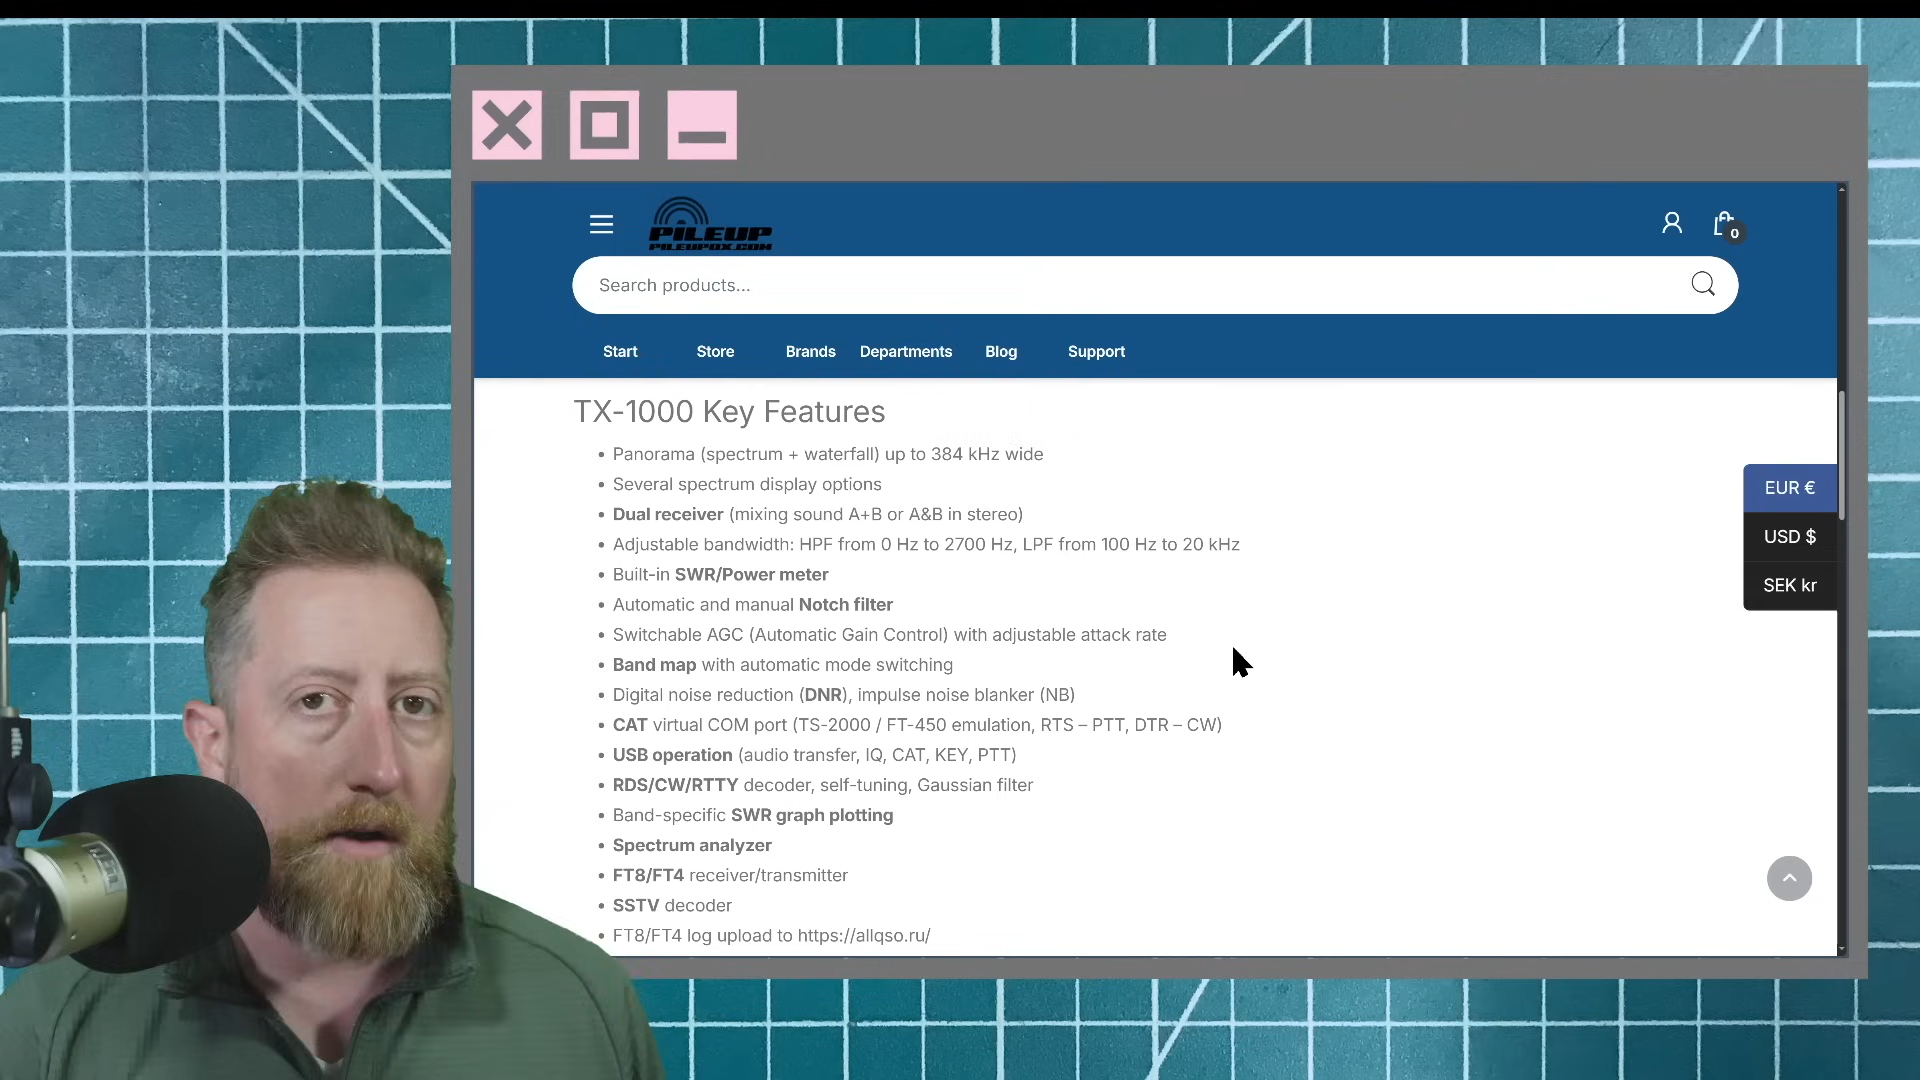 PILEUP
PILEUPDX.COM
0
Search products...
Start Store Brands Departments Blog Support
TX-1000 Key Features
• Panorama (spectrum + waterfall) up to 384 kHz wide
• Several spectrum display options
• Dual receiver (mixing sound A+B or A&B in stereo)
• Adjustable bandwidth: HPF from 0 Hz to 2700 Hz, LPF from 100 Hz to 20 kHz
• Built-in SWR/Power meter
• Automatic and manual Notch filter
• Switchable AGC (Automatic Gain Control) with adjustable attack rate
• Band map with automatic mode switching
• Digital noise reduction (DNR), impulse noise blanker (NB)
• CAT virtual COM port (TS-2000 / FT-450 emulation, RTS – PTT, DTR – CW)
• USB operation (audio transfer, IQ, CAT, KEY, PTT)
• RDS/CW/RTTY decoder, self-tuning, Gaussian filter
• Band-specific SWR graph plotting
• Spectrum analyzer
• FT8/FT4 receiver/transmitter
• SSTV decoder
• FT8/FT4 log upload to https://allqso.ru/
EUR €
USD $
SEK kr